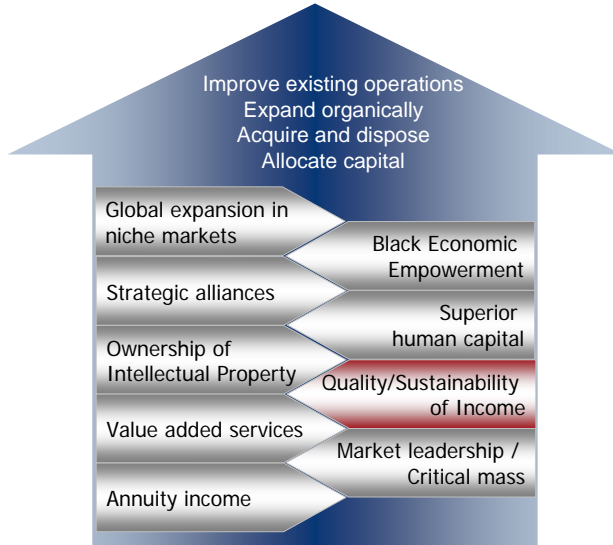 Improve existing operations
Expand organically
Acquire and dispose
Allocate capital
Global expansion in
niche markets
Black Economic
Empowerment
Strategic alliances
Superior
human capital
Ownership of
Intellectual Property
Quality/Sustainability
of Income
Value added services
Market leadership /
Critical mass
Annuity income